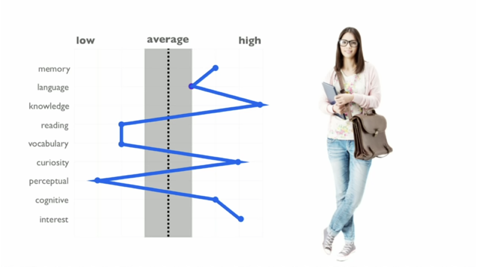 low average high
memory
language
knowledge
reading
vocabulary
curiosity
perceptual
cognitive
interest